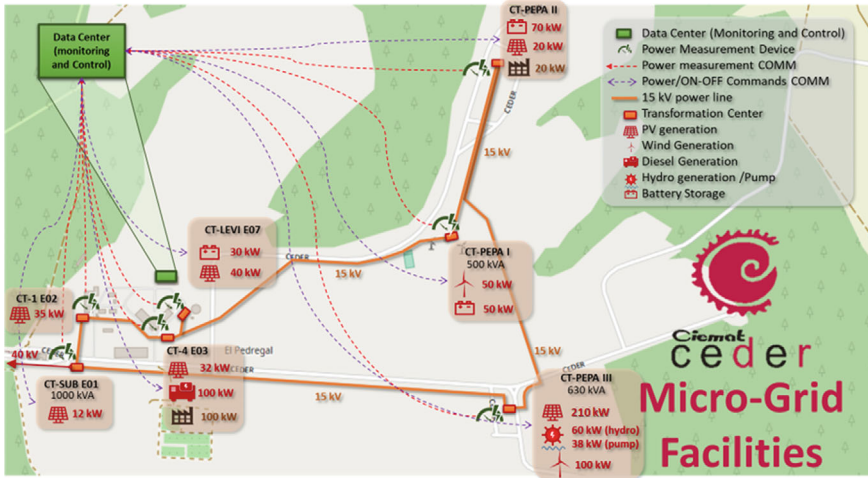 Data Center
(monitoring
and Control)
CT-PEPA II
70 kW
20 kW
20 kW
CEDER
15 kV
Data Center (Monitoring and Control)
Power Measurement Device
Power measurement COMM
Power/ON-OFF Commands COMM
15 kV power line
Transformation Center
PV generation
Wind Generation
Diesel Generation
Hydro generation /Pump
Battery Storage
CT-LEVI E07
30 kW
40 kW
CEDER
15 kV
CT-PEPA I
500 kVA
50 kW
50 kW
CT-1 E02
35 kW
40 kV
CEDER
CT-SUB E01
1000 kVA
12 kW
CT-4 E03
32 kW
100 kW
100 kW
El Pedregal
CEDER
15 kV
15 kV
CEDER
CEDER
CT-PEPA III
630 kVA
210 kW
60 kW (hydro)
38 kW (pump)
100 kW
Ciemat
ceder
Micro-Grid
Facilities